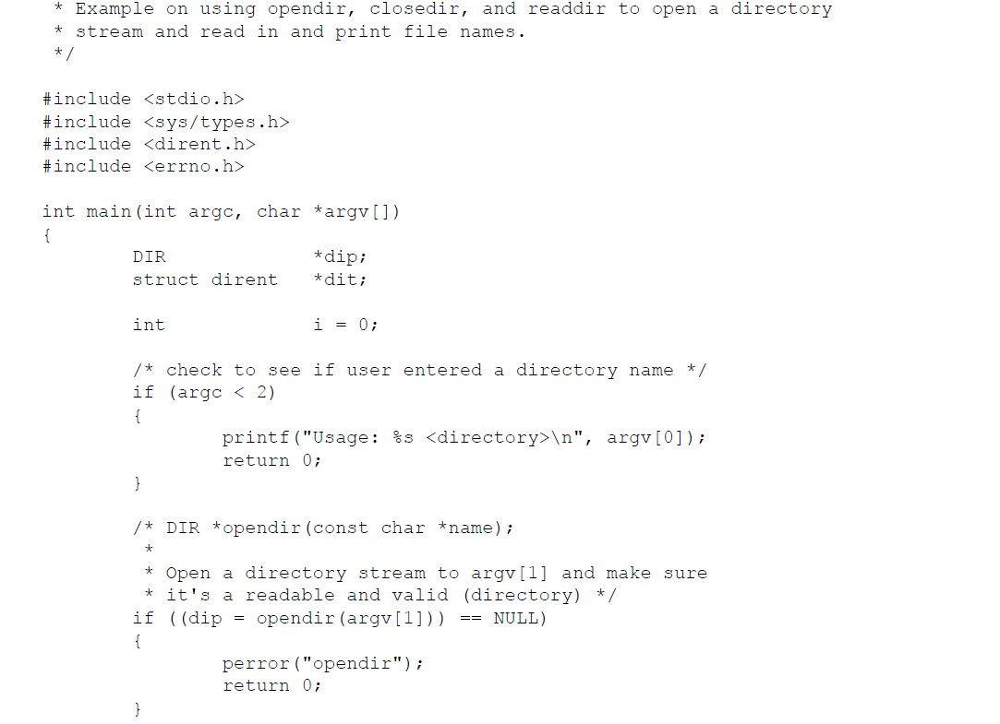 * Example on using opendir, closedir, and readdir to open a directory
* stream and read in and print file names.
*/
#include <stdio.h>
#include <sys/types.h>
#include <dirent.h>
#include <errno.h>
int main(int argc, char *argv[])
{
DIR *dip;
struct dirent *dit;
int i = 0;
/* check to see if user entered a directory name */
if (argc < 2)
{
printf("Usage: %s <directory>\n", argv[0]);
return 0;
}
/* DIR *opendir(const char *name);
*
* Open a directory stream to argv[1] and make sure
* it's a readable and valid (directory) */
if ((dip = opendir(argv[1])) == NULL)
{
perror("opendir");
return 0;
}